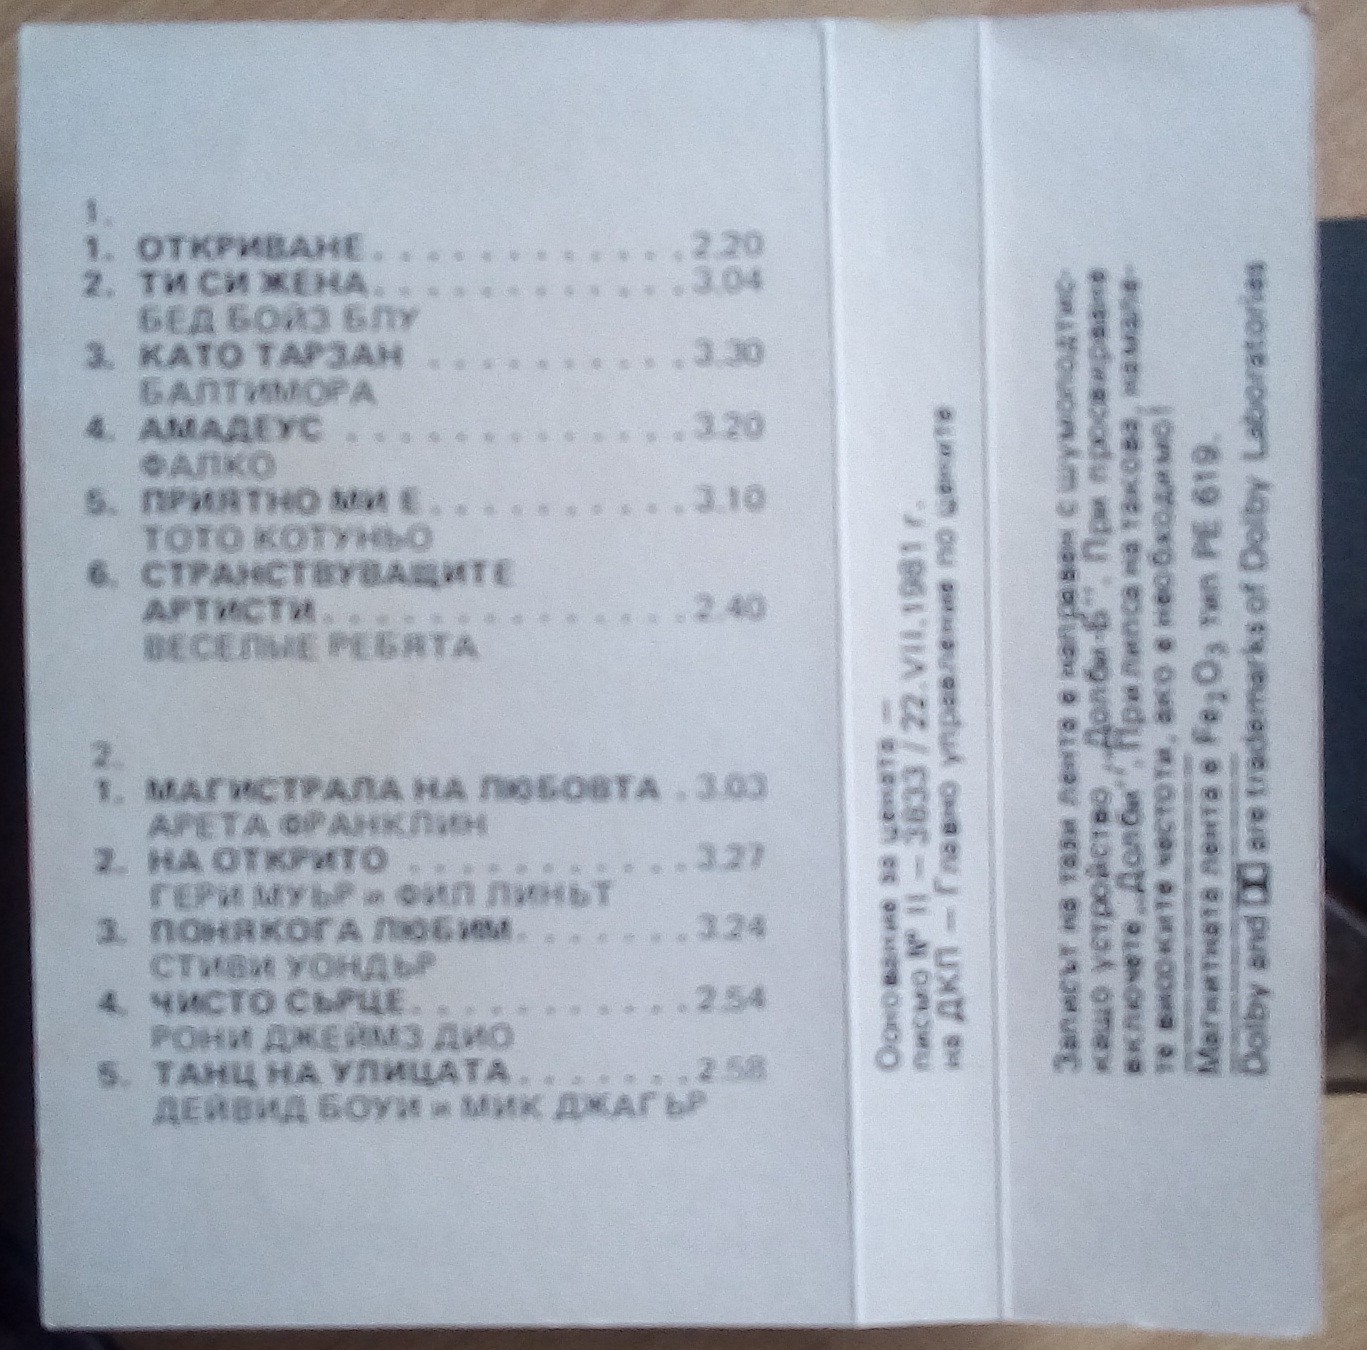 1.
1. ОТКРИВАНЕ. . . . . . . . . . . . 2.20
2. ТИ СИ ЖЕНА. . . . . . . . . . . . 3.04
БЕД БОЙЗ БЛУ
3. КАТО ТАРЗАН . . . . . . . . . . 3.30
БАЛТИМОРА
4. АМАДЕУС . . . . . . . . . . . . . 3.20
ФАЛКО
5. ПРИЯТНО МИ Е. . . . . . . . . . 3.10
ТОТО КОТУНЬО
6. СТРАНСТВУВАЩИТЕ
АРТИСТИ. . . . . . . . . . . . . . 2.40
ВЕСЕЛЫЕ РЕБЯТА
2.
1. МАГИСТРАЛА НА ЛЮБОВТА . 3.03
АРЕТА ФРАНКЛИН
2. НА ОТКРИТО . . . . . . . . . . . 3.27
ГЕРИ МУЪР и ФИЛ ЛИНЪТ
3. ПОНЯКОГА ЛЮБИМ. . . . . . . 3.24
СТИВИ УОНДЪР
4. ЧИСТО СЪРЦЕ. . . . . . . . . . . 2.54
РОНИ ДЖЕЙМЗ ДИО
5. ТАНЦ НА УЛИЦАТА. . . . . . . 2.58
ДЕЙВИД БОУИ и МИК ДЖАГЪР
Основание за цената —
писмо № II — 3833 / 22.VII.1981 г.
на ДКП — Главно управление по цените
Записът на тази лента е направен с шумоподтис-
кащо устройство „Долби-Б". При просвирване
включете „Долби". При липса на такова, намале-
те високите честоти, ако е необходимо!
Магнитната лента е Fe₂O₃ тип PE 619.
Dolby and are trademarks of Dolby Laboratories